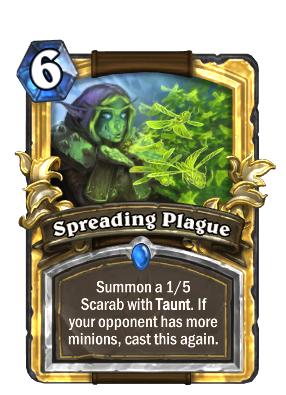 6
Spreading Plague
Summon a 1/5
Scarab with Taunt. If
your opponent has more
minions, cast this again.